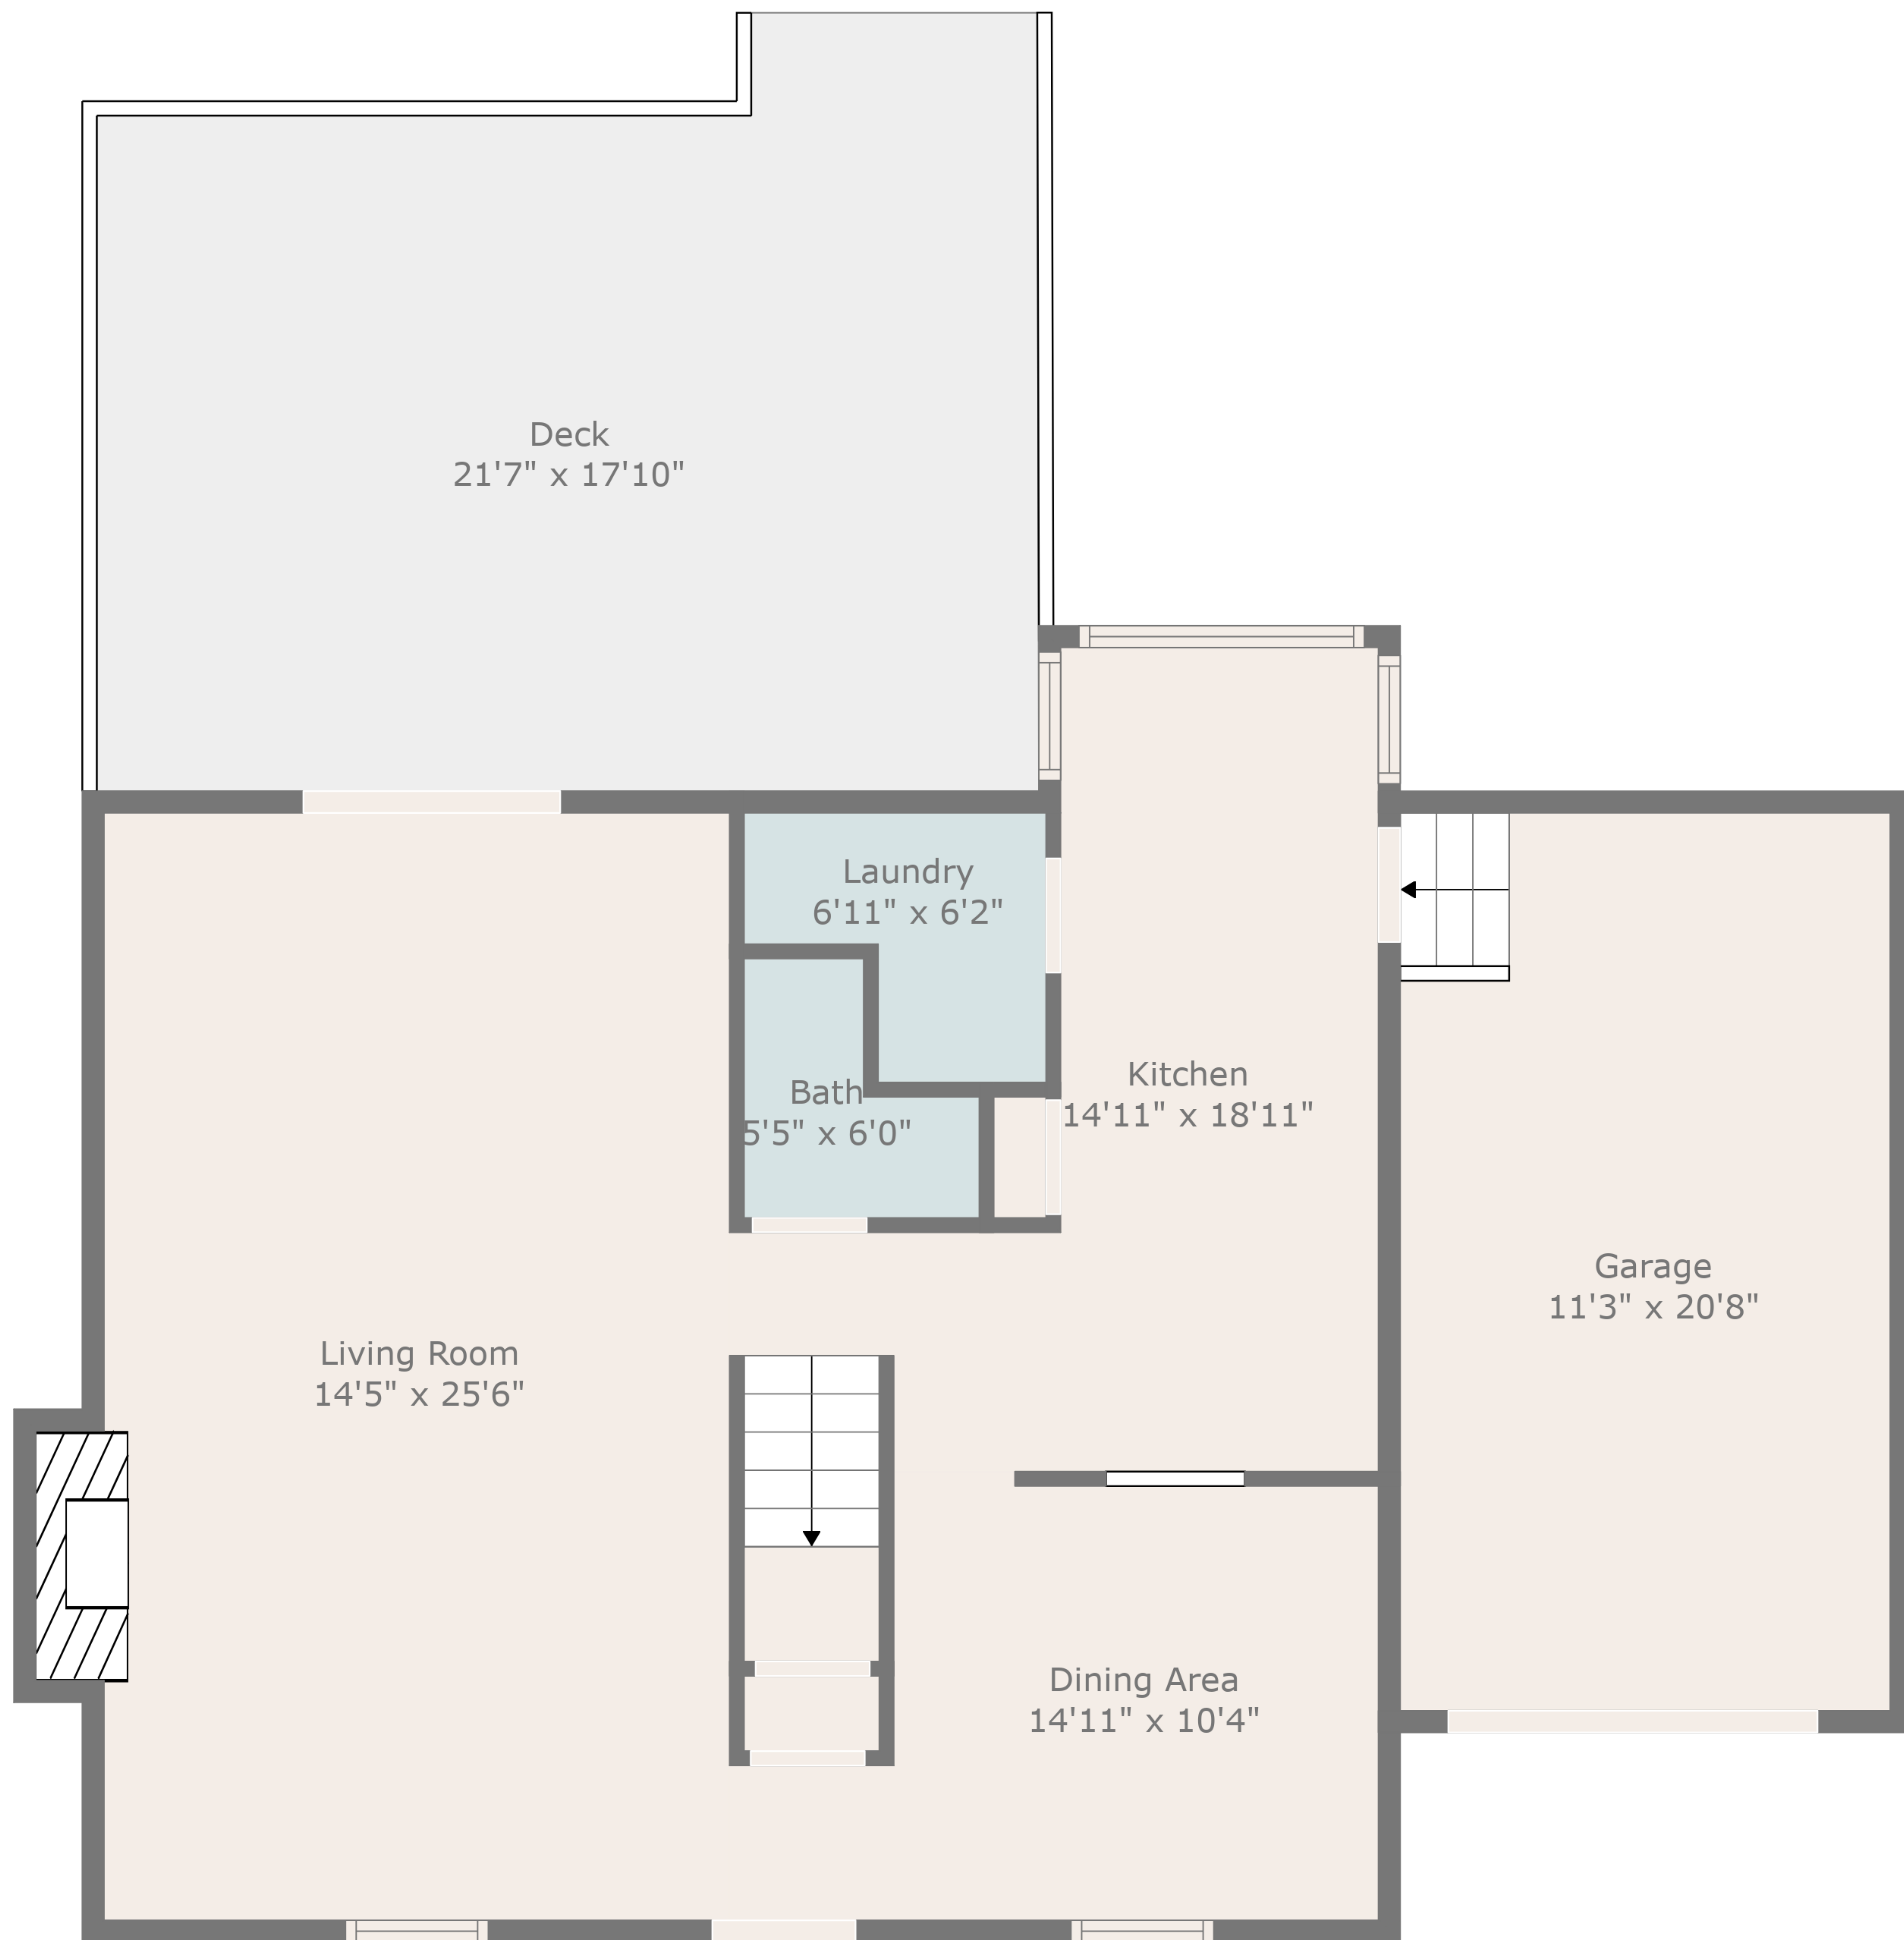 Deck
21'7" x 17'10"
Laundry
6'11" x 6'2"
Kitchen
14'11" x 18'11"
Bath
5'5" x 6'0"
Garage
11'3" x 20'8"
Living Room
14'5" x 25'6"
Dining Area
14'11" x 10'4"